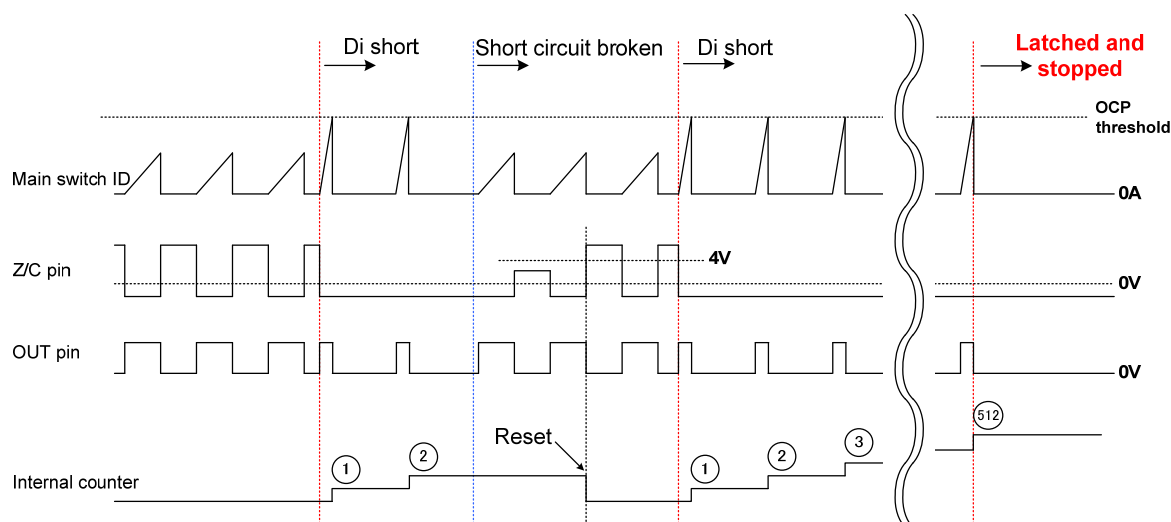 Di short
Short circuit broken
Di short
Latched and
stopped
OCP
threshold
Main switch ID
0A
Z/C pin
4V
0V
OUT pin
0V
Reset
512
1
2
1
2
3
Internal counter